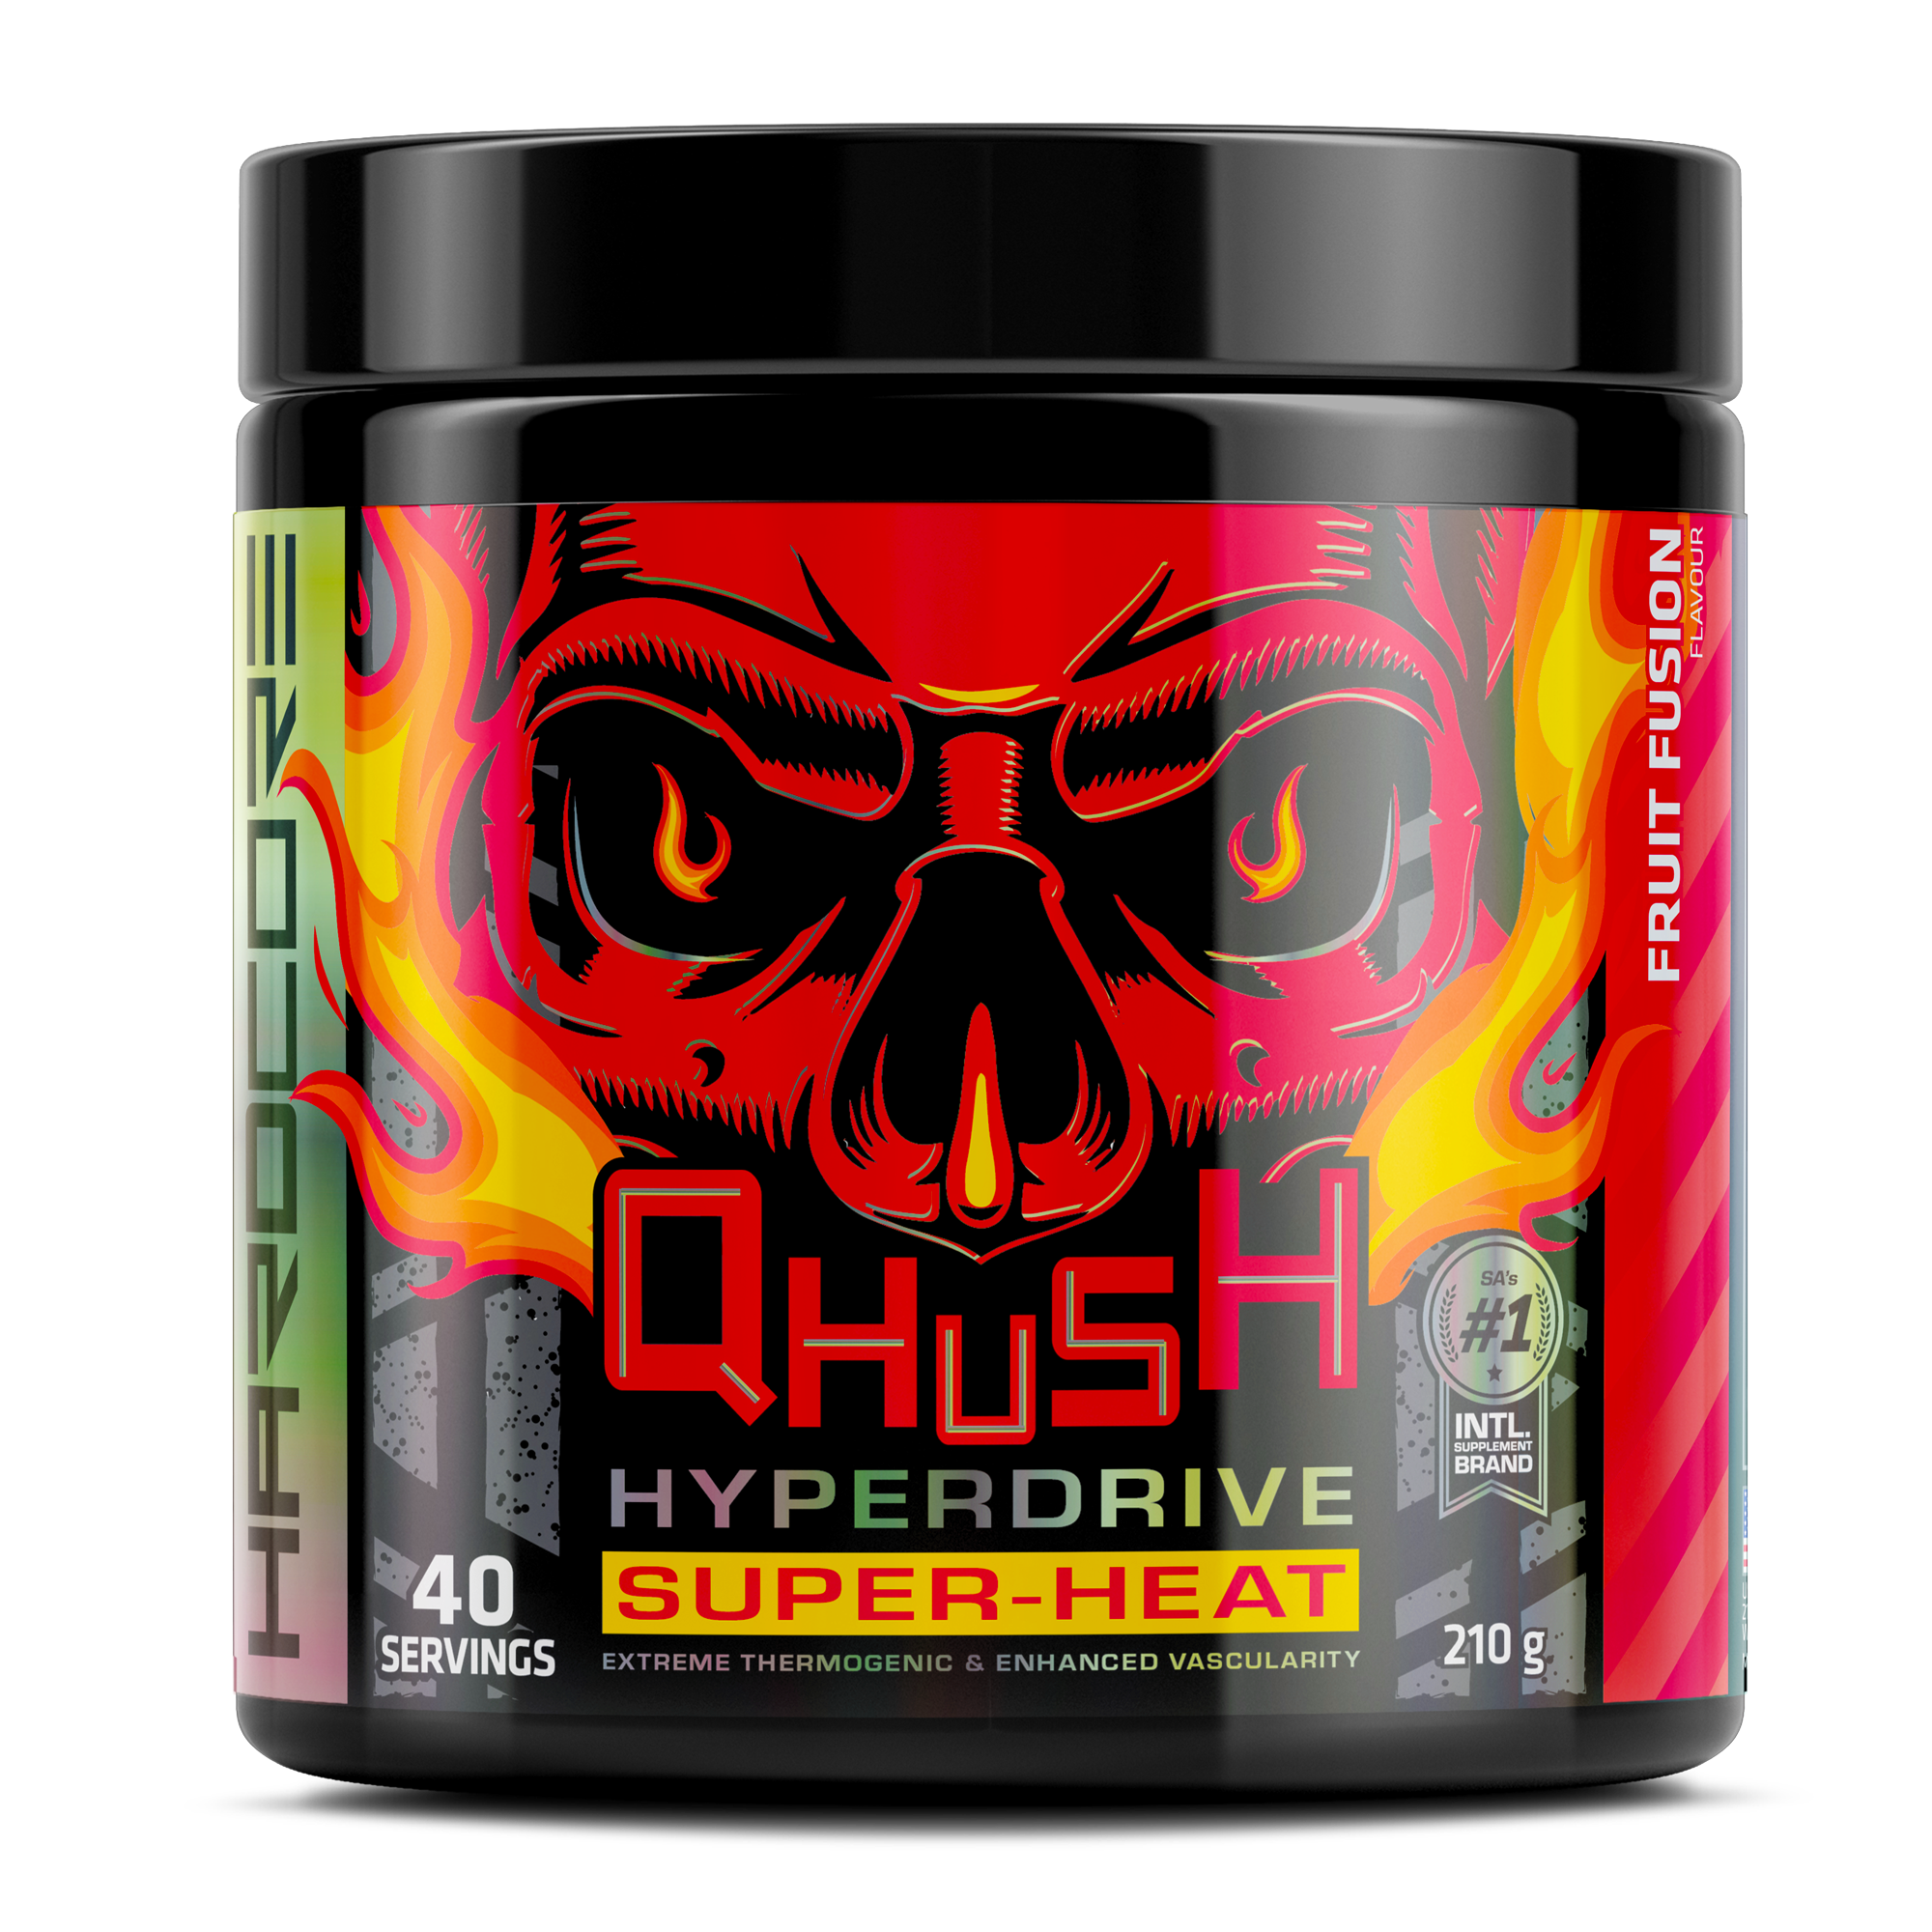 HARDCORE
FRUIT FUSION
FLAVOUR
QHUSH
HYPERDRIVE
SUPER-HEAT
EXTREME THERMOGENIC & ENHANCED VASCULARITY
40
SERVINGS
SA's
#1
INTL.
SUPPLEMENT
BRAND
210 g